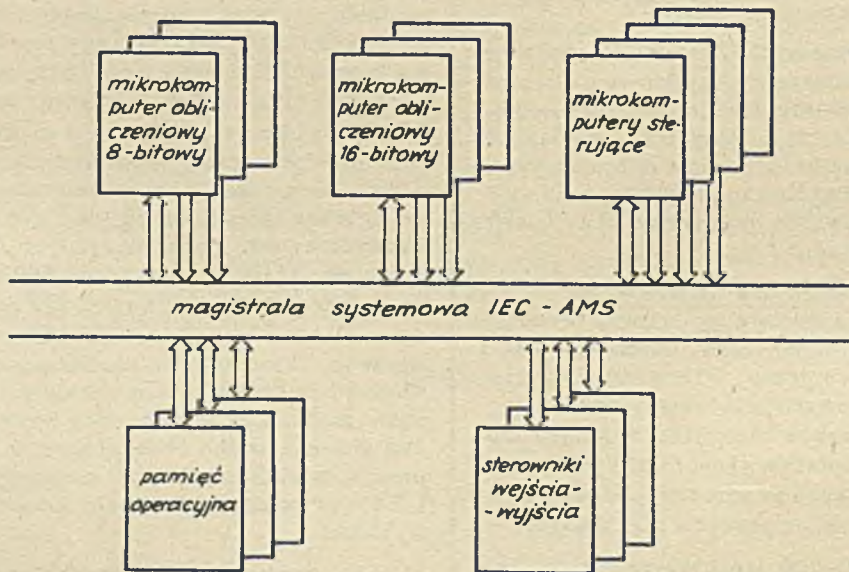 mikrokom-
puter obli-
czeniowy
8-bitowy
mikrokom-
puter obli-
czeniowy
16-bitowy
mikrokom-
putery ste-
rujące
magistrala systemowa IEC - AMS
pamięć
operacyjna
sterowniki
wejścia-
-wyjścia